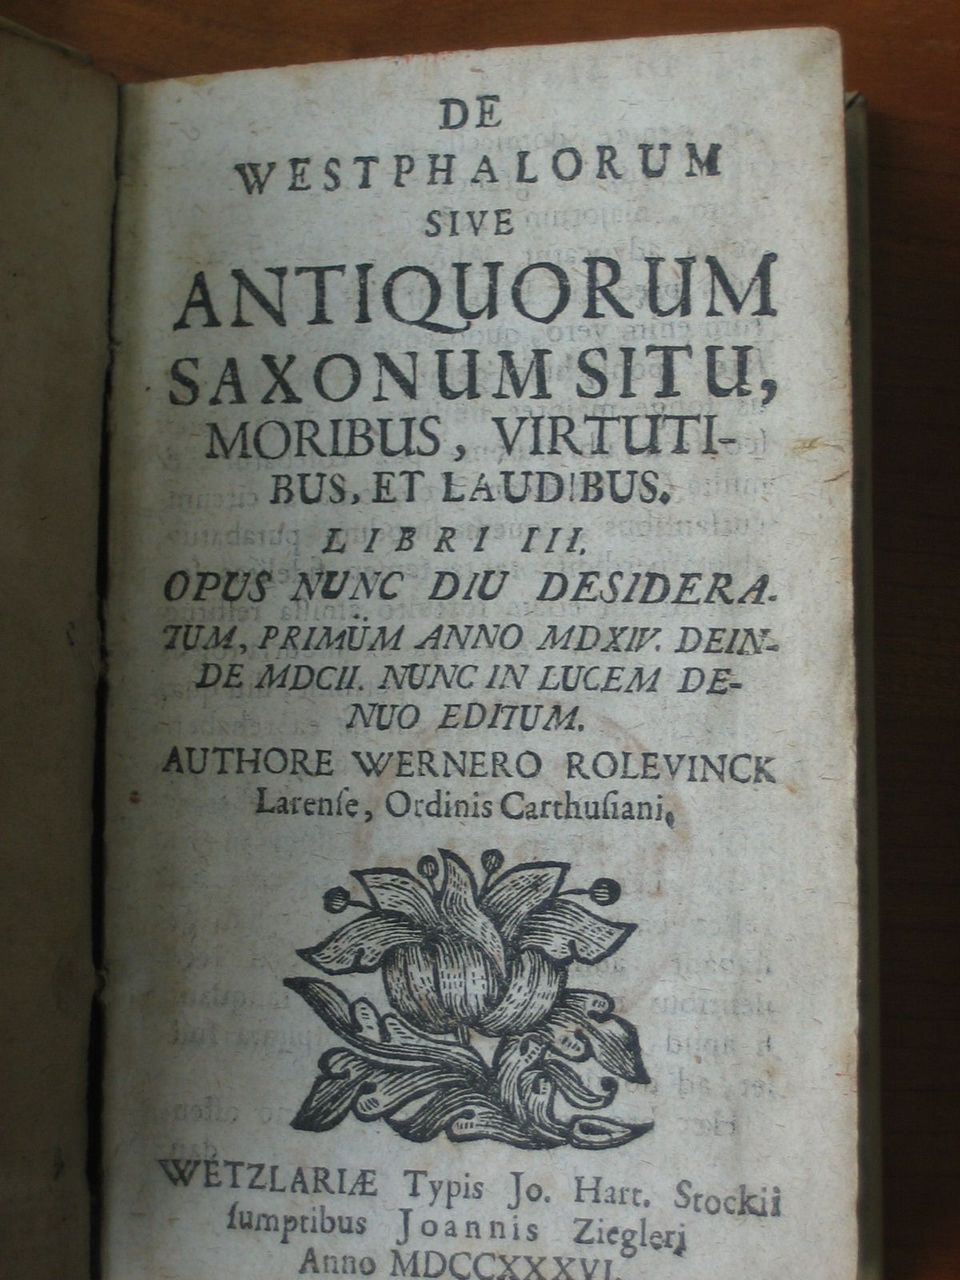 DE
WESTPHALORUM
SIVE
ANTIQUORUM
SAXONUM SITU,
MORIBUS, VIRTUTI-
BUS, ET LAUDIBUS.
LIBRI III.
OPUS NUNC DIU DESIDERA-
TUM, PRIMÜM ANNO MDXIV. DEIN-
DE MDCII. NUNC IN LUCEM DE-
NUO EDITUM.
AUTHORE WERNERO ROLEVINCK
Larenſe, Ordinis Carthuſiani.
WETZLARIÆ Typis Jo. Hart. Stockii
ſumptibus Joannis Ziegleri
Anno MDCCXXXVI.